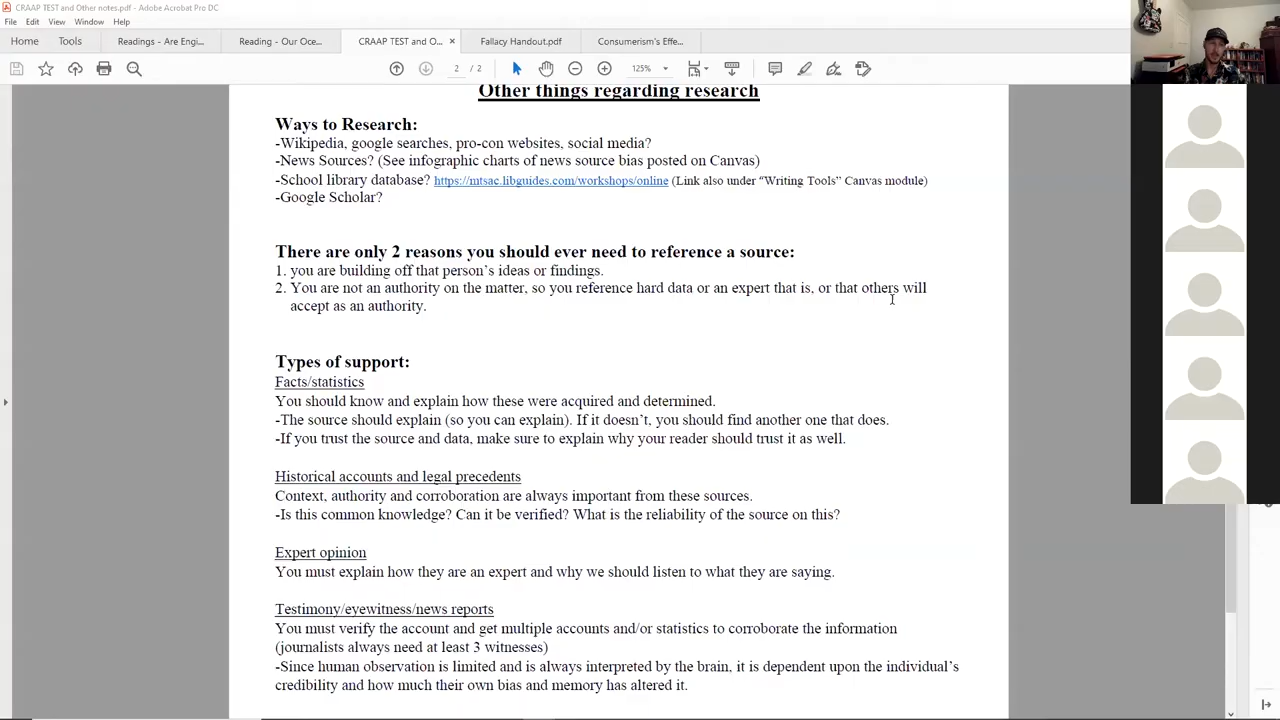 CRAAP TEST and Other notes.pdf - Adobe Acrobat Pro DC
File Edit View Window Help
Home Tools Readings - Are Engi... Reading - Our Oce... CRAAP TEST and O... × Fallacy Handout.pdf Consumerism's Effe...
2 / 2 125%
Other things regarding research
Ways to Research:
-Wikipedia, google searches, pro-con websites, social media?
-News Sources? (See infographic charts of news source bias posted on Canvas)
-School library database? https://mtsac.libguides.com/workshops/online (Link also under “Writing Tools” Canvas module)
-Google Scholar?
There are only 2 reasons you should ever need to reference a source:
1. you are building off that person’s ideas or findings.
2. You are not an authority on the matter, so you reference hard data or an expert that is, or that others will
accept as an authority.
Types of support:
Facts/statistics
You should know and explain how these were acquired and determined.
-The source should explain (so you can explain). If it doesn’t, you should find another one that does.
-If you trust the source and data, make sure to explain why your reader should trust it as well.
Historical accounts and legal precedents
Context, authority and corroboration are always important from these sources.
-Is this common knowledge? Can it be verified? What is the reliability of the source on this?
Expert opinion
You must explain how they are an expert and why we should listen to what they are saying.
Testimony/eyewitness/news reports
You must verify the account and get multiple accounts and/or statistics to corroborate the information
(journalists always need at least 3 witnesses)
-Since human observation is limited and is always interpreted by the brain, it is dependent upon the individual’s
credibility and how much their own bias and memory has altered it.